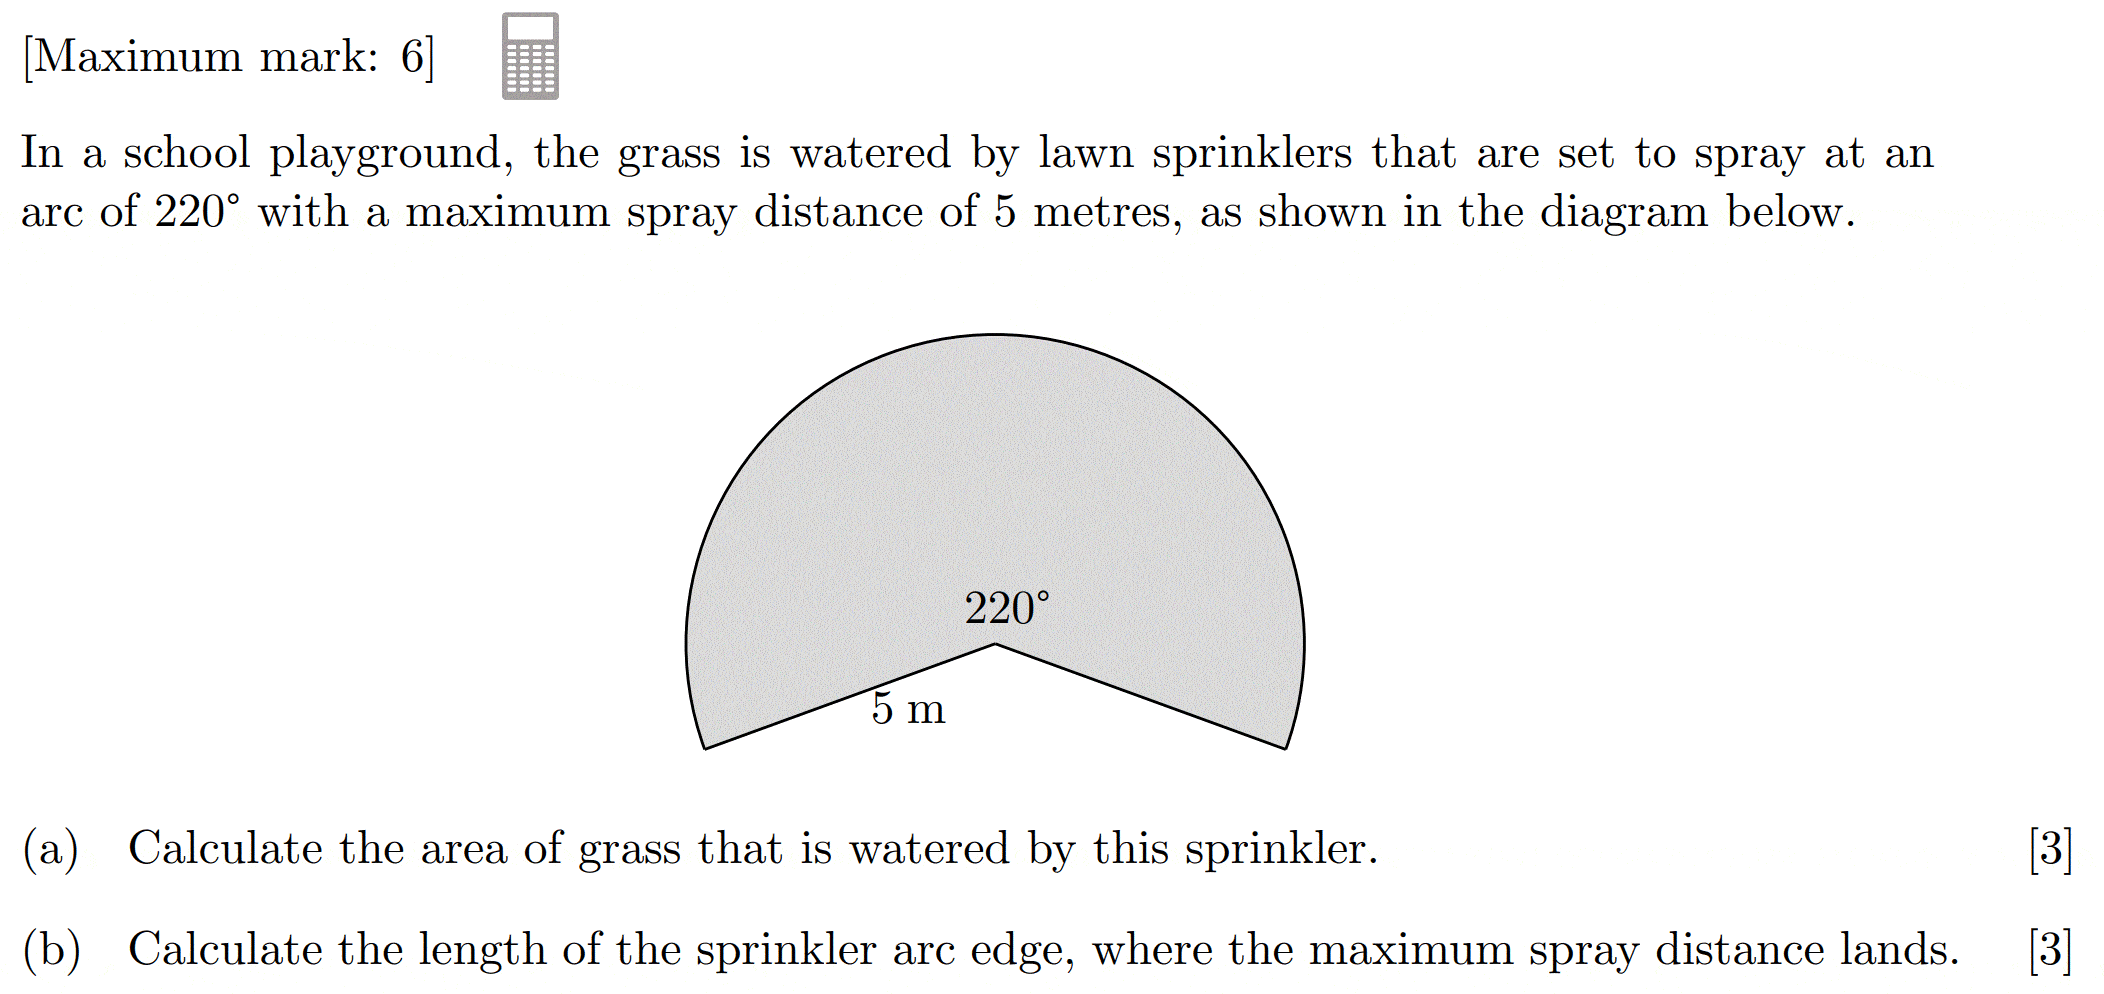 [Maximum mark: 6]
In a school playground, the grass is watered by lawn sprinklers that are set to spray at an
arc of 220° with a maximum spray distance of 5 metres, as shown in the diagram below.
220°
5 m
(a) Calculate the area of grass that is watered by this sprinkler. [3]
(b) Calculate the length of the sprinkler arc edge, where the maximum spray distance lands. [3]